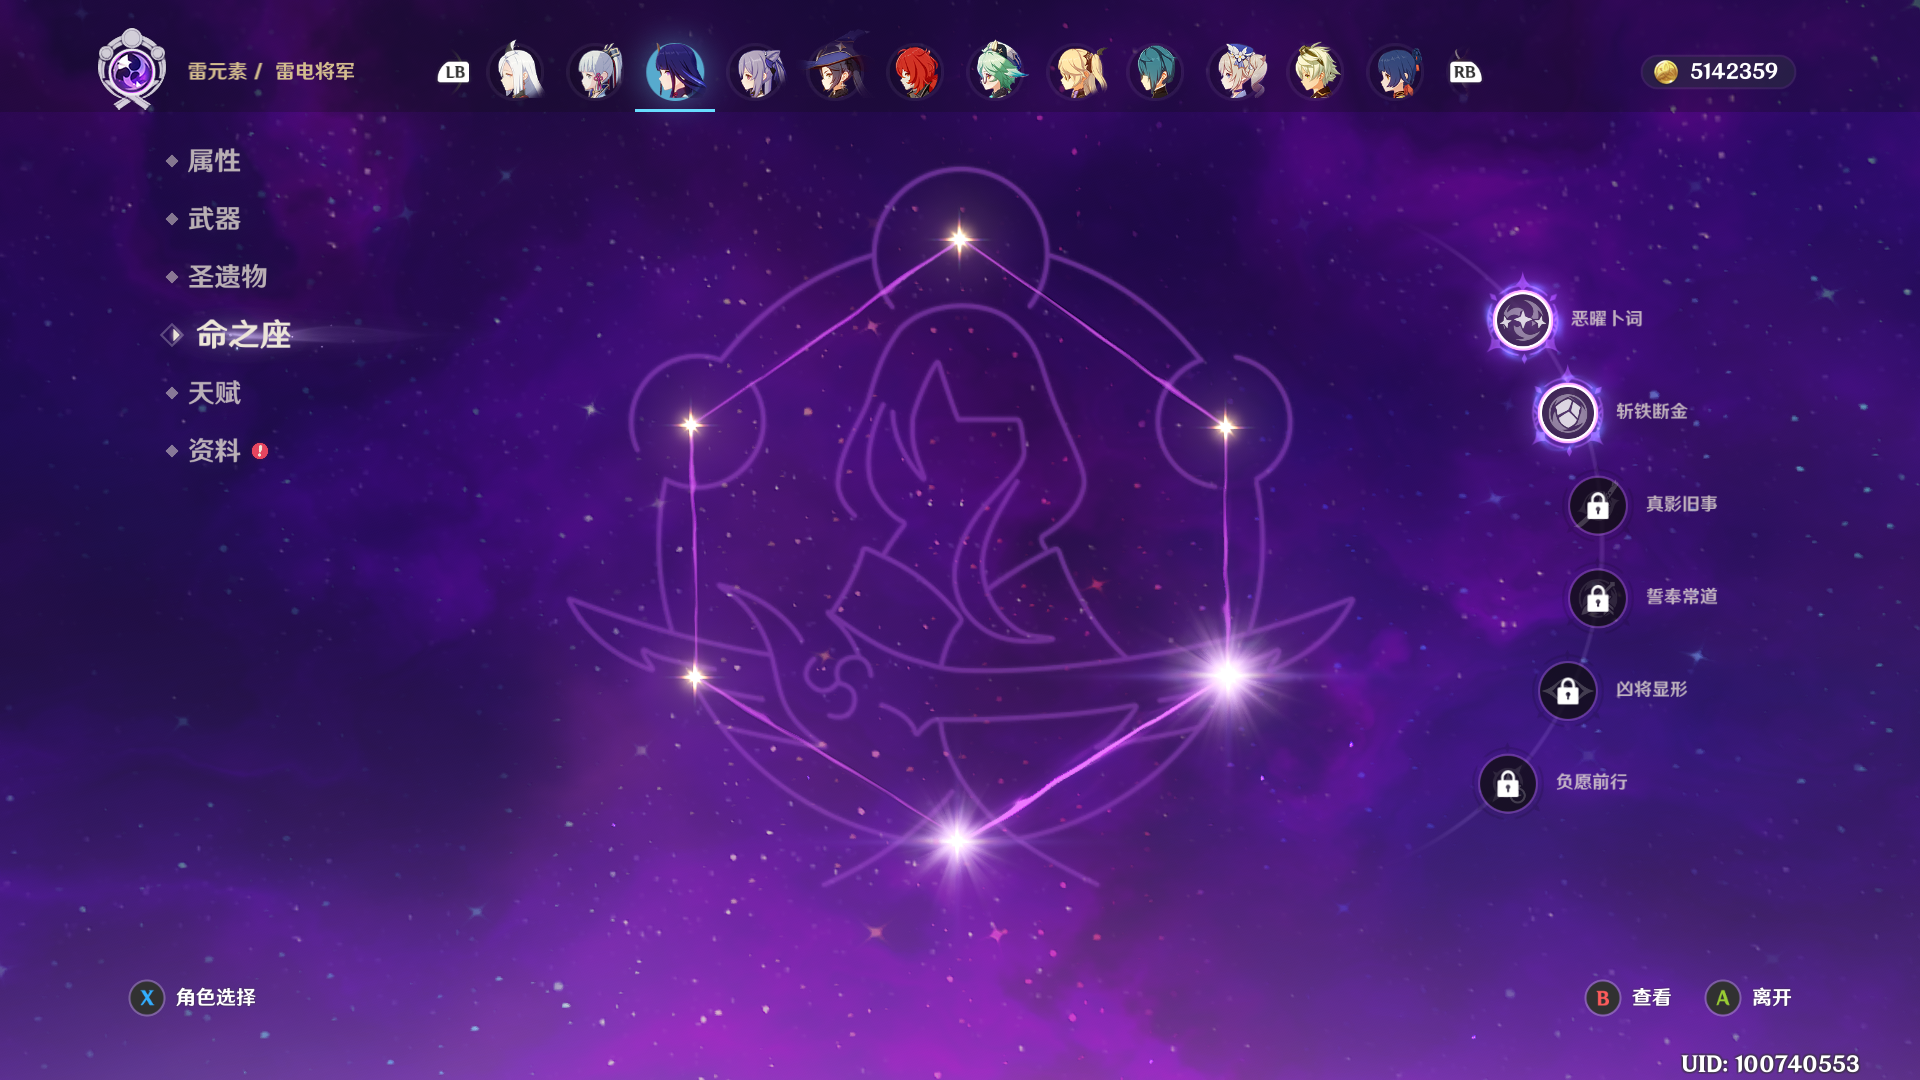 雷元素 / 雷电将军
LB
RB
5142359
属性
武器
圣遗物
命之座
天赋
资料
恶曜卜词
斩铁断金
真影旧事
誓奉常道
凶将显形
负愿前行
X 角色选择
B 查看
A 离开
UID: 100740553